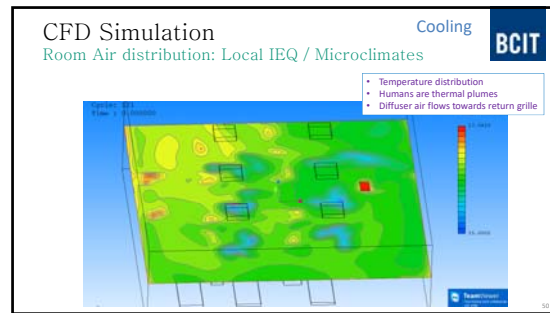 CFD Simulation
Cooling
BCIT
Room Air distribution: Local IEQ / Microclimates
• Temperature distribution
• Humans are thermal plumes
• Diffuser air flows towards return grille
TeamViewer
50